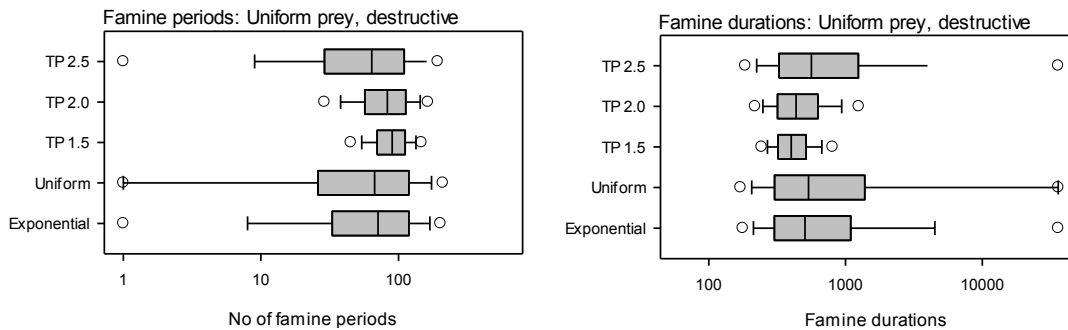 Famine periods: Uniform prey, destructive
TP 2.5
TP 2.0
TP 1.5
Uniform
Exponential
1 10 100
No of famine periods
Famine durations: Uniform prey, destructive
TP 2.5
TP 2.0
TP 1.5
Uniform
Exponential
100 1000 10000
Famine durations